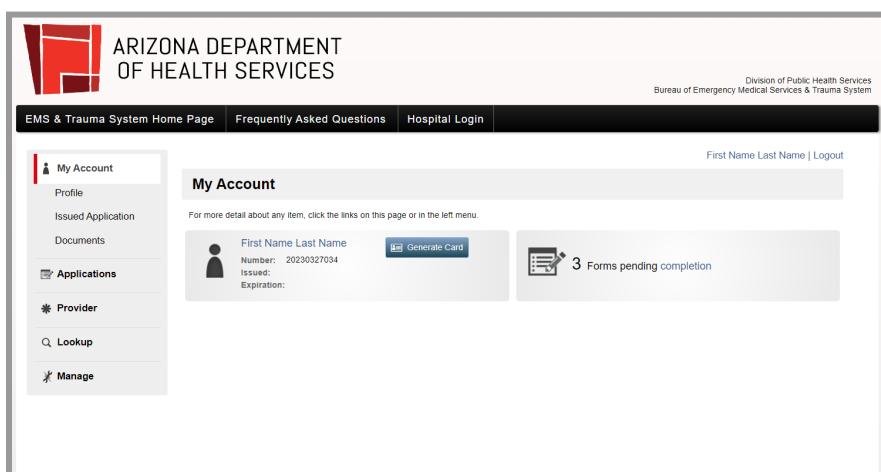 ARIZONA DEPARTMENT
OF HEALTH SERVICES
Division of Public Health Services
Bureau of Emergency Medical Services & Trauma System
EMS & Trauma System Home Page
Frequently Asked Questions
Hospital Login
First Name Last Name | Logout
My Account
Profile
Issued Application
Documents
Applications
Provider
Lookup
Manage
My Account
For more detail about any item, click the links on this page or in the left menu.
First Name Last Name
Generate Card
Number: 20230327034
Issued:
Expiration:
3 Forms pending completion